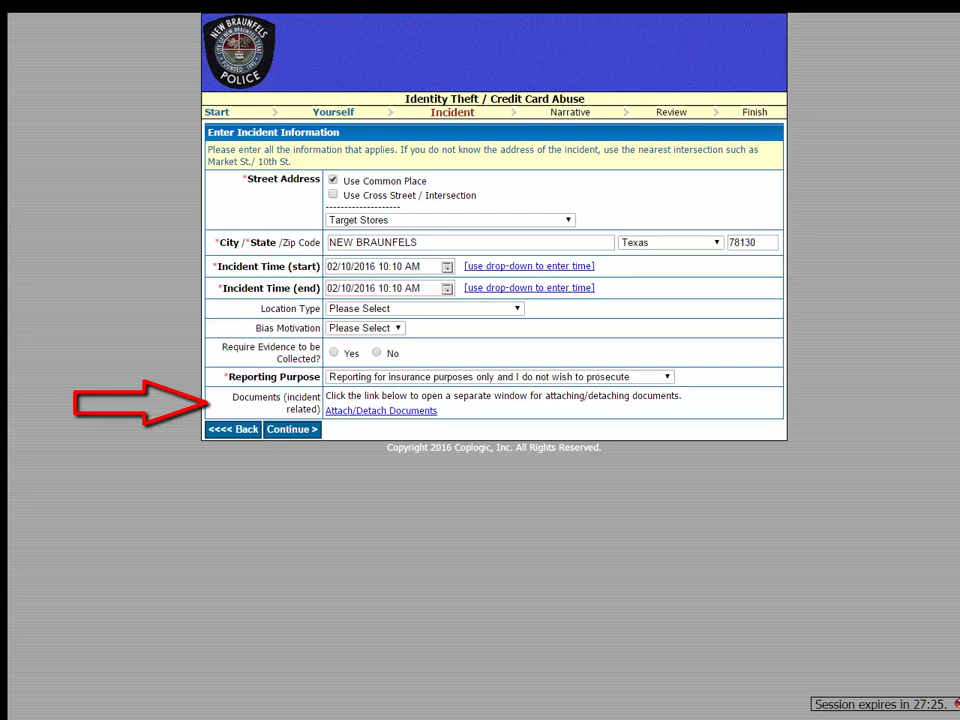 NEW BRAUNFELS
POLICE
Identity Theft / Credit Card Abuse
Start > Yourself > Incident > Narrative > Review > Finish
Enter Incident Information
Please enter all the information that applies. If you do not know the address of the incident, use the nearest intersection such as
Market St./ 10th St.
*Street Address Use Common Place
Use Cross Street / Intersection
--------------------
Target Stores
*City /*State /Zip Code NEW BRAUNFELS Texas 78130
*Incident Time (start) 02/10/2016 10:10 AM [use drop-down to enter time]
*Incident Time (end) 02/10/2016 10:10 AM [use drop-down to enter time]
Location Type Please Select
Bias Motivation Please Select
Require Evidence to be
Collected? Yes No
*Reporting Purpose Reporting for insurance purposes only and I do not wish to prosecute
Documents (incident Click the link below to open a separate window for attaching/detaching documents.
related) Attach/Detach Documents
<<<< Back Continue >
Copyright 2016 Coplogic, Inc. All Rights Reserved.
Session expires in 27:25.